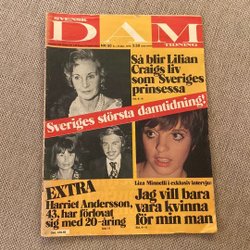 SVENSK
DAM
TIDNING
Så blir Lilian
Craigs liv
som Sveriges
prinsessa
Sveriges största damtidning!
EXTRA
Harriet Andersson,
43, har förlovat
sig med 20-åring
Liza Minnelli i exklusiv intervju:
Jag vill bara
vara kvinna
för min man